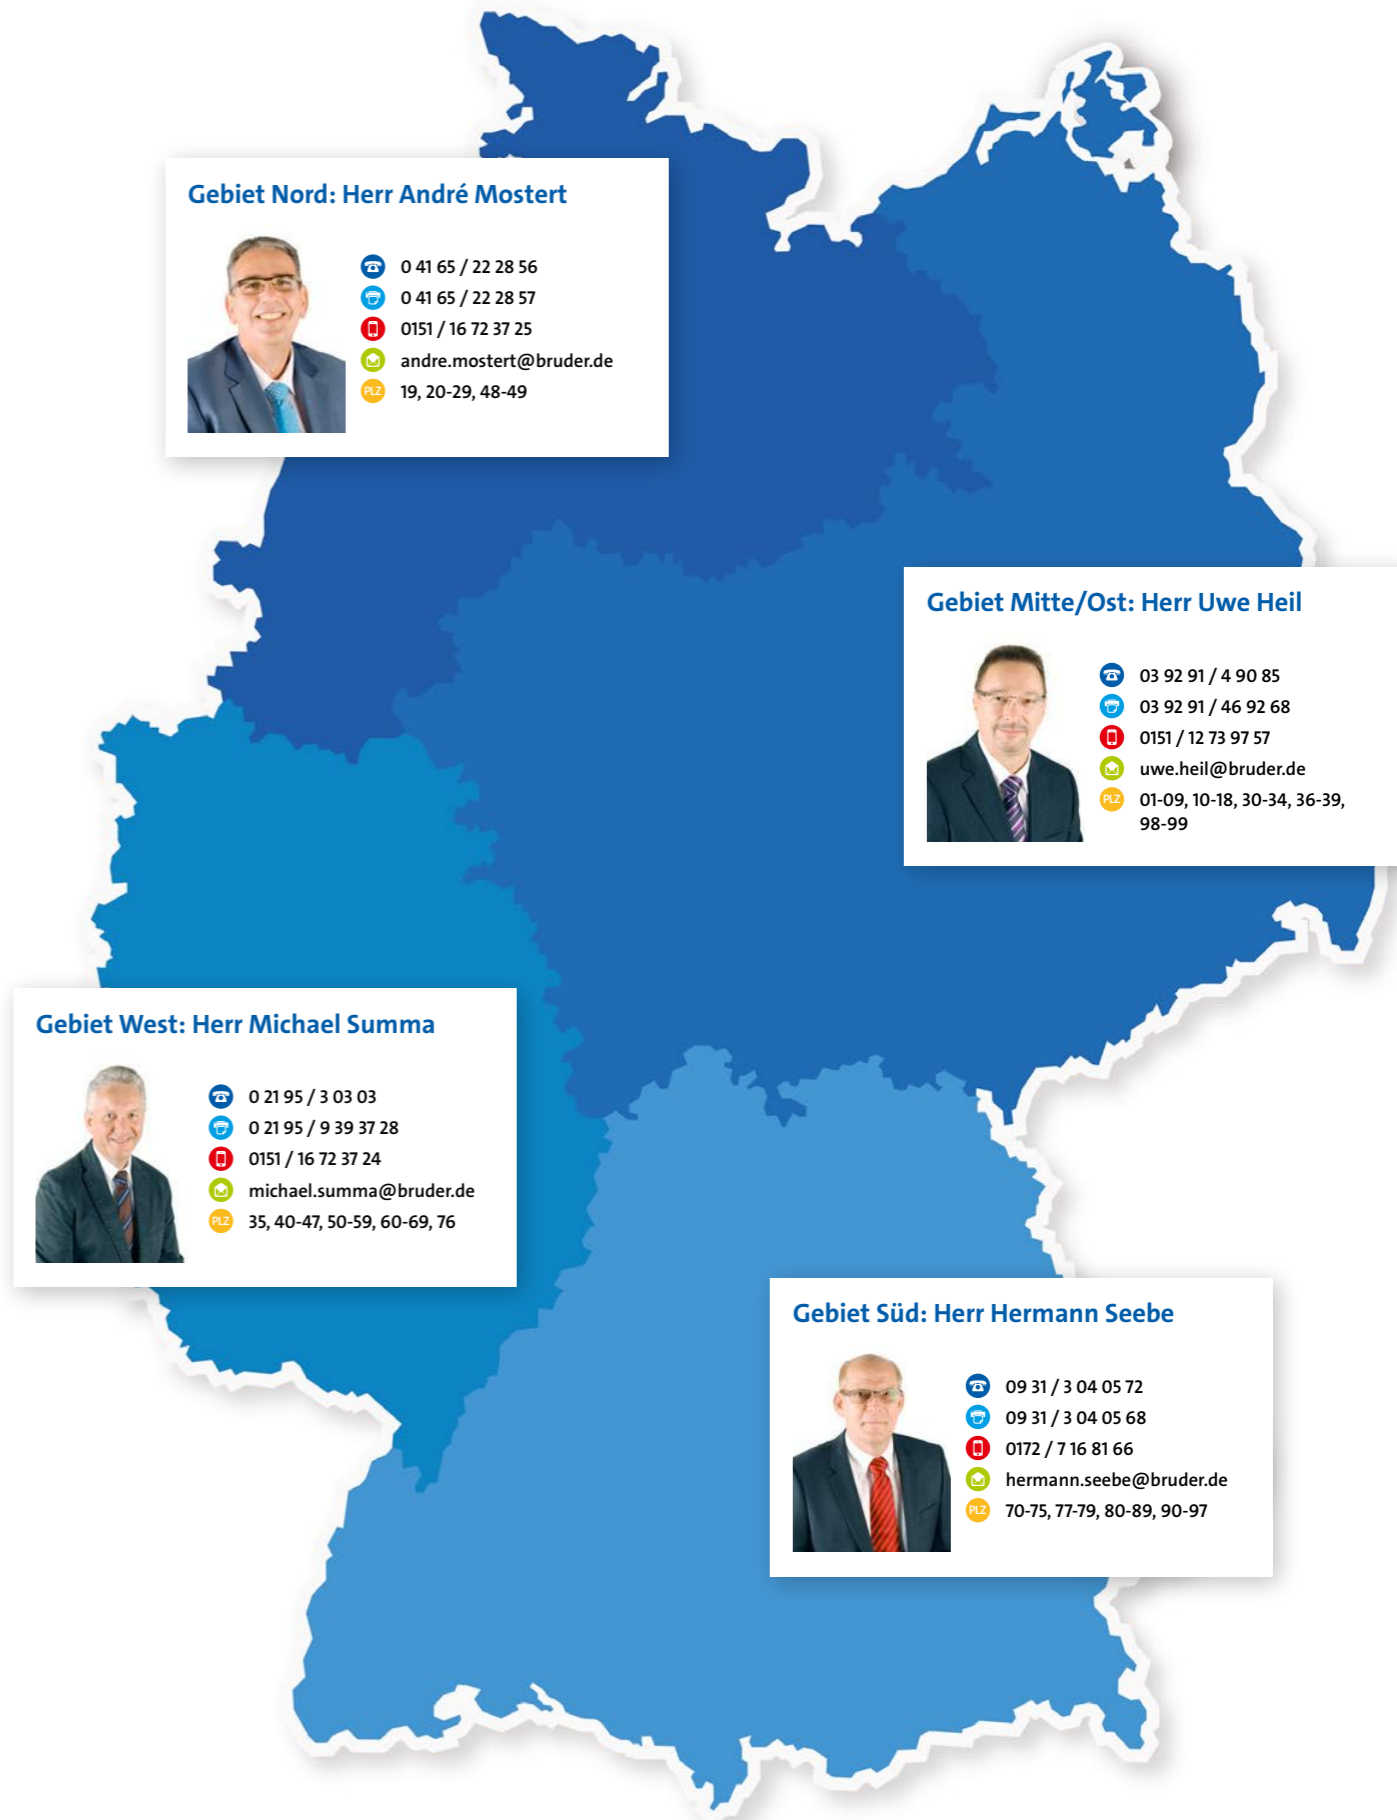 Gebiet Nord: Herr André Mostert
0 41 65 / 22 28 56
0 41 65 / 22 28 57
0151 / 16 72 37 25
andre.mostert@bruder.de
PLZ 19, 20-29, 48-49
Gebiet Mitte/Ost: Herr Uwe Heil
03 92 91 / 4 90 85
03 92 91 / 46 92 68
0151 / 12 73 97 57
uwe.heil@bruder.de
PLZ 01-09, 10-18, 30-34, 36-39,
98-99
Gebiet West: Herr Michael Summa
0 21 95 / 3 03 03
0 21 95 / 9 39 37 28
0151 / 16 72 37 24
michael.summa@bruder.de
PLZ 35, 40-47, 50-59, 60-69, 76
Gebiet Süd: Herr Hermann Seebe
09 31 / 3 04 05 72
09 31 / 3 04 05 68
0172 / 7 16 81 66
hermann.seebe@bruder.de
PLZ 70-75, 77-79, 80-89, 90-97